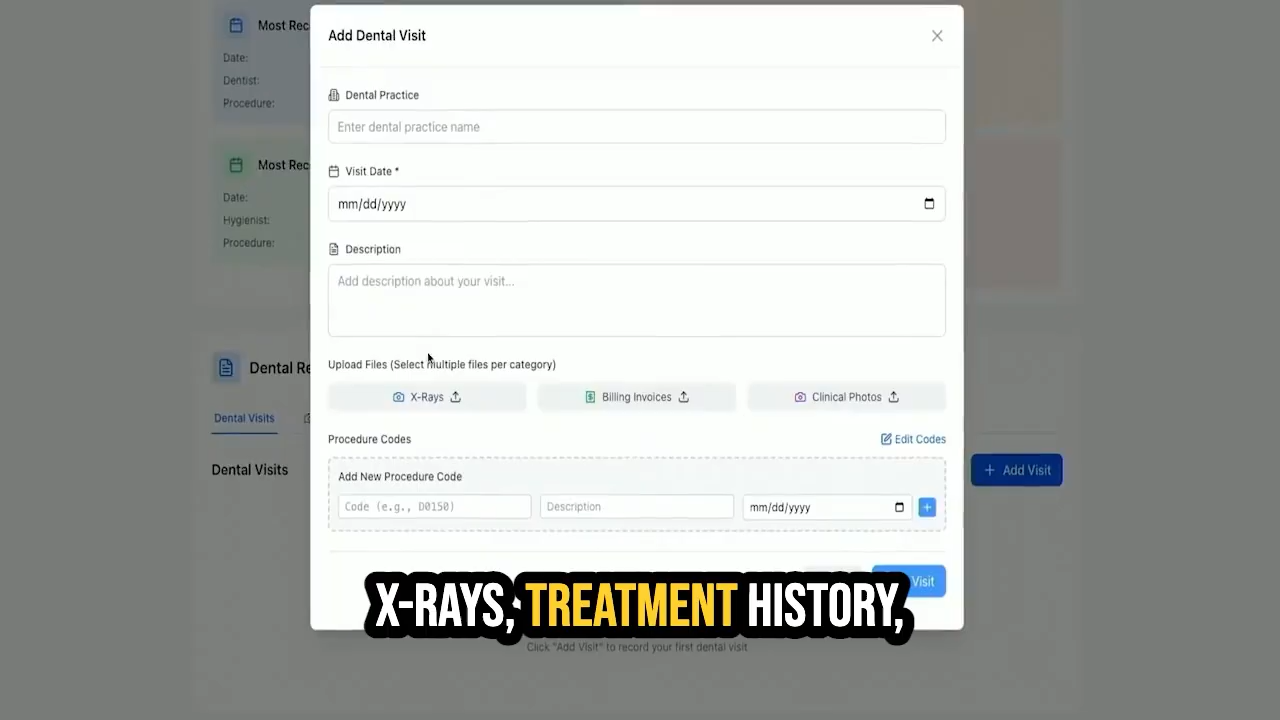 Most Rec
Date:
Dentist:
Procedure:
Most Rec
Date:
Hygienist:
Procedure:
Dental Re
Dental Visits
Dental Visits
Add Dental Visit
Dental Practice
Enter dental practice name
Visit Date *
mm/dd/yyyy
Description
Add description about your visit...
Upload Files (Select multiple files per category)
X-Rays
Billing Invoices
Clinical Photos
Procedure Codes
Edit Codes
Add New Procedure Code
Code (e.g., D0150)
Description
mm/dd/yyyy
+ Add Visit
Visit
X-RAYS, TREATMENT HISTORY,
Click "Add Visit" to record your first dental visit